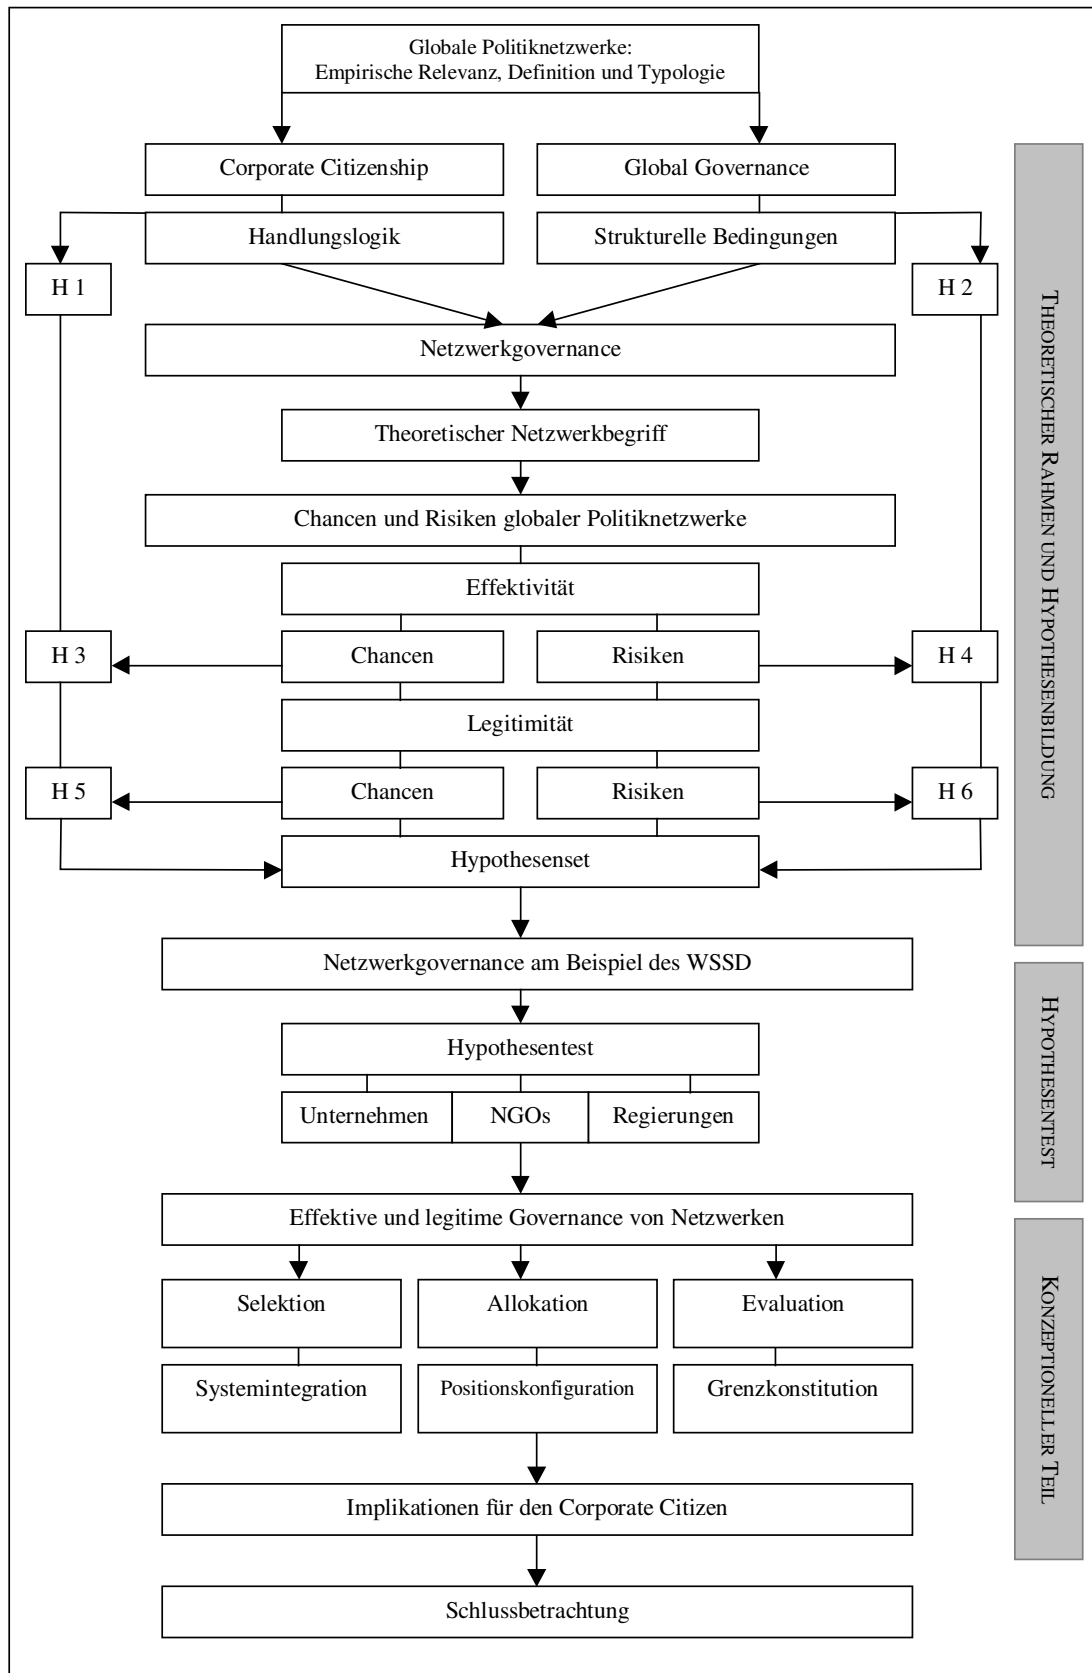 Globale Politiknetzwerke:
Empirische Relevanz, Definition und Typologie
Corporate Citizenship
Global Governance
Handlungslogik
Strukturelle Bedingungen
H 1
H 2
Netzwerkgovernance
Theoretischer Netzwerkbegriff
Chancen und Risiken globaler Politiknetzwerke
Effektivität
H 3
Chancen
Risiken
H 4
Legitimität
H 5
Chancen
Risiken
H 6
Hypothesenset
THEORETISCHER RAHMEN UND HYPOTHESENBILDUNG
Netzwerkgovernance am Beispiel des WSSD
Hypothesentest
Unternehmen
NGOs
Regierungen
HYPOTHESENTEST
Effektive und legitime Governance von Netzwerken
Selektion
Allokation
Evaluation
Systemintegration
Positionskonfiguration
Grenzkonstitution
Implikationen für den Corporate Citizen
KONZEPTIONELLER TEIL
Schlussbetrachtung